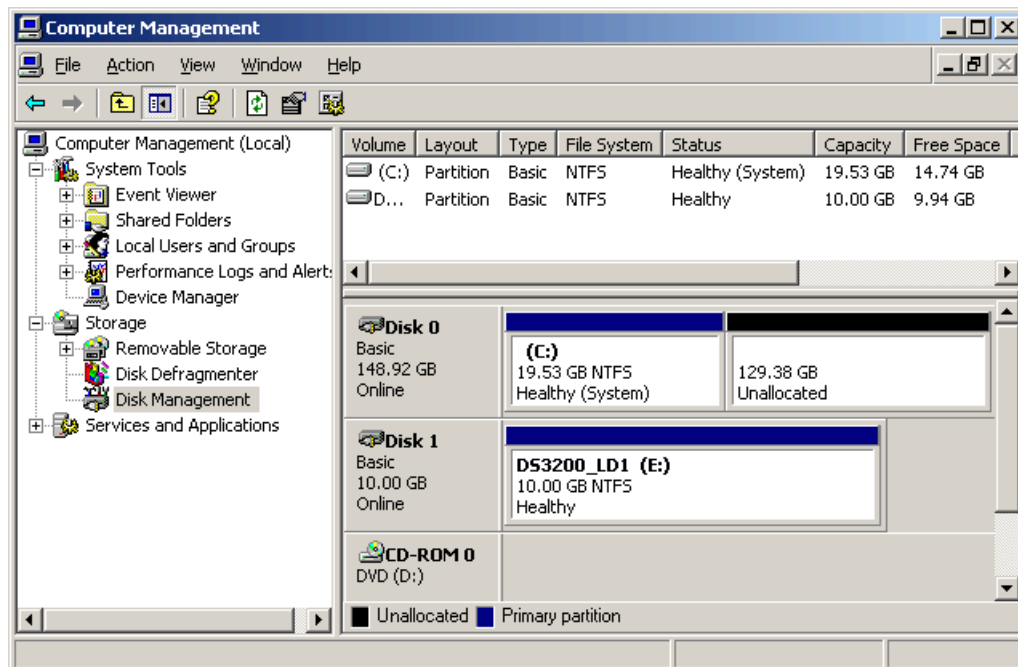 Computer Management
File Action View Window Help
Computer Management (Local)
System Tools
Event Viewer
Shared Folders
Local Users and Groups
Performance Logs and Alert
Device Manager
Storage
Removable Storage
Disk Defragmenter
Disk Management
Services and Applications
Volume Layout Type File System Status Capacity Free Space
(C:) Partition Basic NTFS Healthy (System) 19.53 GB 14.74 GB
D... Partition Basic NTFS Healthy 10.00 GB 9.94 GB
Disk 0
Basic
148.92 GB
Online
(C:)
19.53 GB NTFS
Healthy (System)
129.38 GB
Unallocated
Disk 1
Basic
10.00 GB
Online
DS3200_LD1 (E:)
10.00 GB NTFS
Healthy
CD-ROM 0
DVD (D:)
Unallocated Primary partition